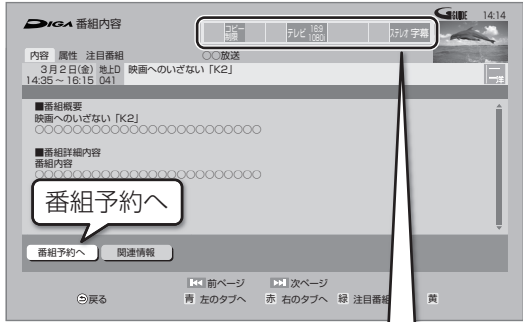 DIGA 番組内容
コピー制限 テレビ 16:9 1080i ステレオ 字幕
G-GUIDE 14:14
内容 属性 注目番組 ○○放送
3月2日(金) 地上D 映画へのいざない「K2」
14:35~16:15 041
洋
■番組概要
映画へのいざない「K2」
○○○○○○○○○○○○○○○○○○○○○○○○
■番組詳細内容
番組内容
○○○○○○○○○○○○○○○○○○○○○○○○
番組予約へ
番組予約へ 関連情報
前ページ 次ページ
戻る 青 左のタブへ 赤 右のタブへ 緑 注目番組 黄